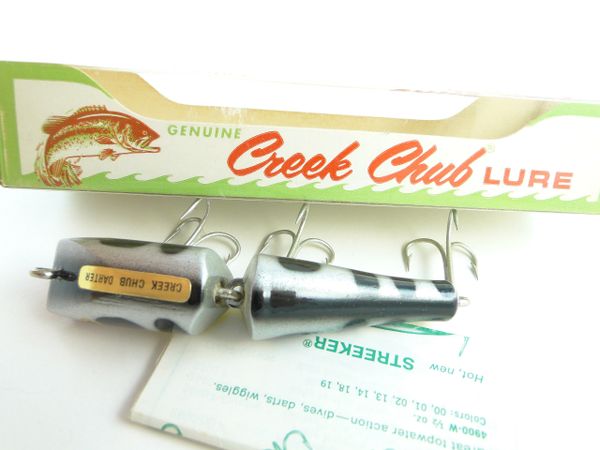 GENUINE
Creek Chub® LURE
CREEK CHUB DARTER
Hot, new
STREEKER®
Colors: 00, 01, 02, 13, 14, 18, 19
4900-W ½ oz.
great topwater action—dives, darts, wiggles.